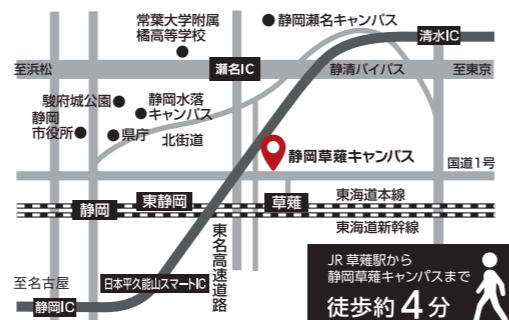 常葉大学附属
橘高等学校
静岡瀬名キャンパス
清水IC
至浜松
瀬名IC
静清バイパス
至東京
駿府城公園
静岡水落
キャンパス
静岡
市役所
県庁
北街道
静岡草薙キャンパス
国道1号
静岡
東静岡
草薙
東海道本線
東海道新幹線
東名高速道路
至名古屋
日本平久能山スマートIC
静岡IC
JR 草薙駅から
静岡草薙キャンパスまで
徒歩約 4 分